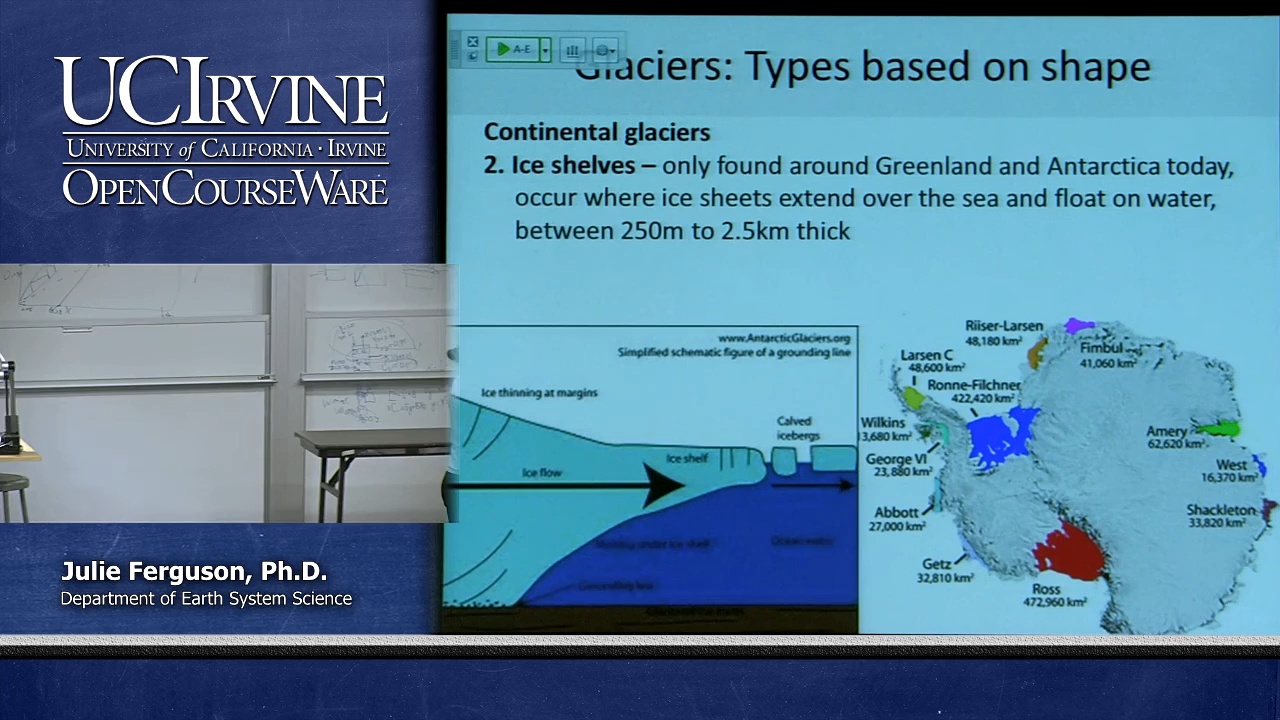 UCIRVINE
UNIVERSITY of CALIFORNIA · IRVINE
OPENCOURSEWARE
Julie Ferguson, Ph.D.
Department of Earth System Science
A-E
Glaciers: Types based on shape
Continental glaciers
2. Ice shelves – only found around Greenland and Antarctica today,
occur where ice sheets extend over the sea and float on water,
between 250m to 2.5km thick
www.AntarcticGlaciers.org
Simplified schematic figure of a grounding line
Ice thinning at margins
Calved
icebergs
Ice shelf
Ice flow
Melting under ice shelf
Ocean water
Grounding line
Riiser-Larsen
48,180 km²
Fimbul
41,060 km²
Larsen C
48,600 km²
Ronne-Filchner
422,420 km²
Wilkins
13,680 km²
George VI
23,880 km²
Abbott
27,000 km²
Getz
32,810 km²
Ross
472,960 km²
Amery
62,620 km²
West
16,370 km²
Shackleton
33,820 km²